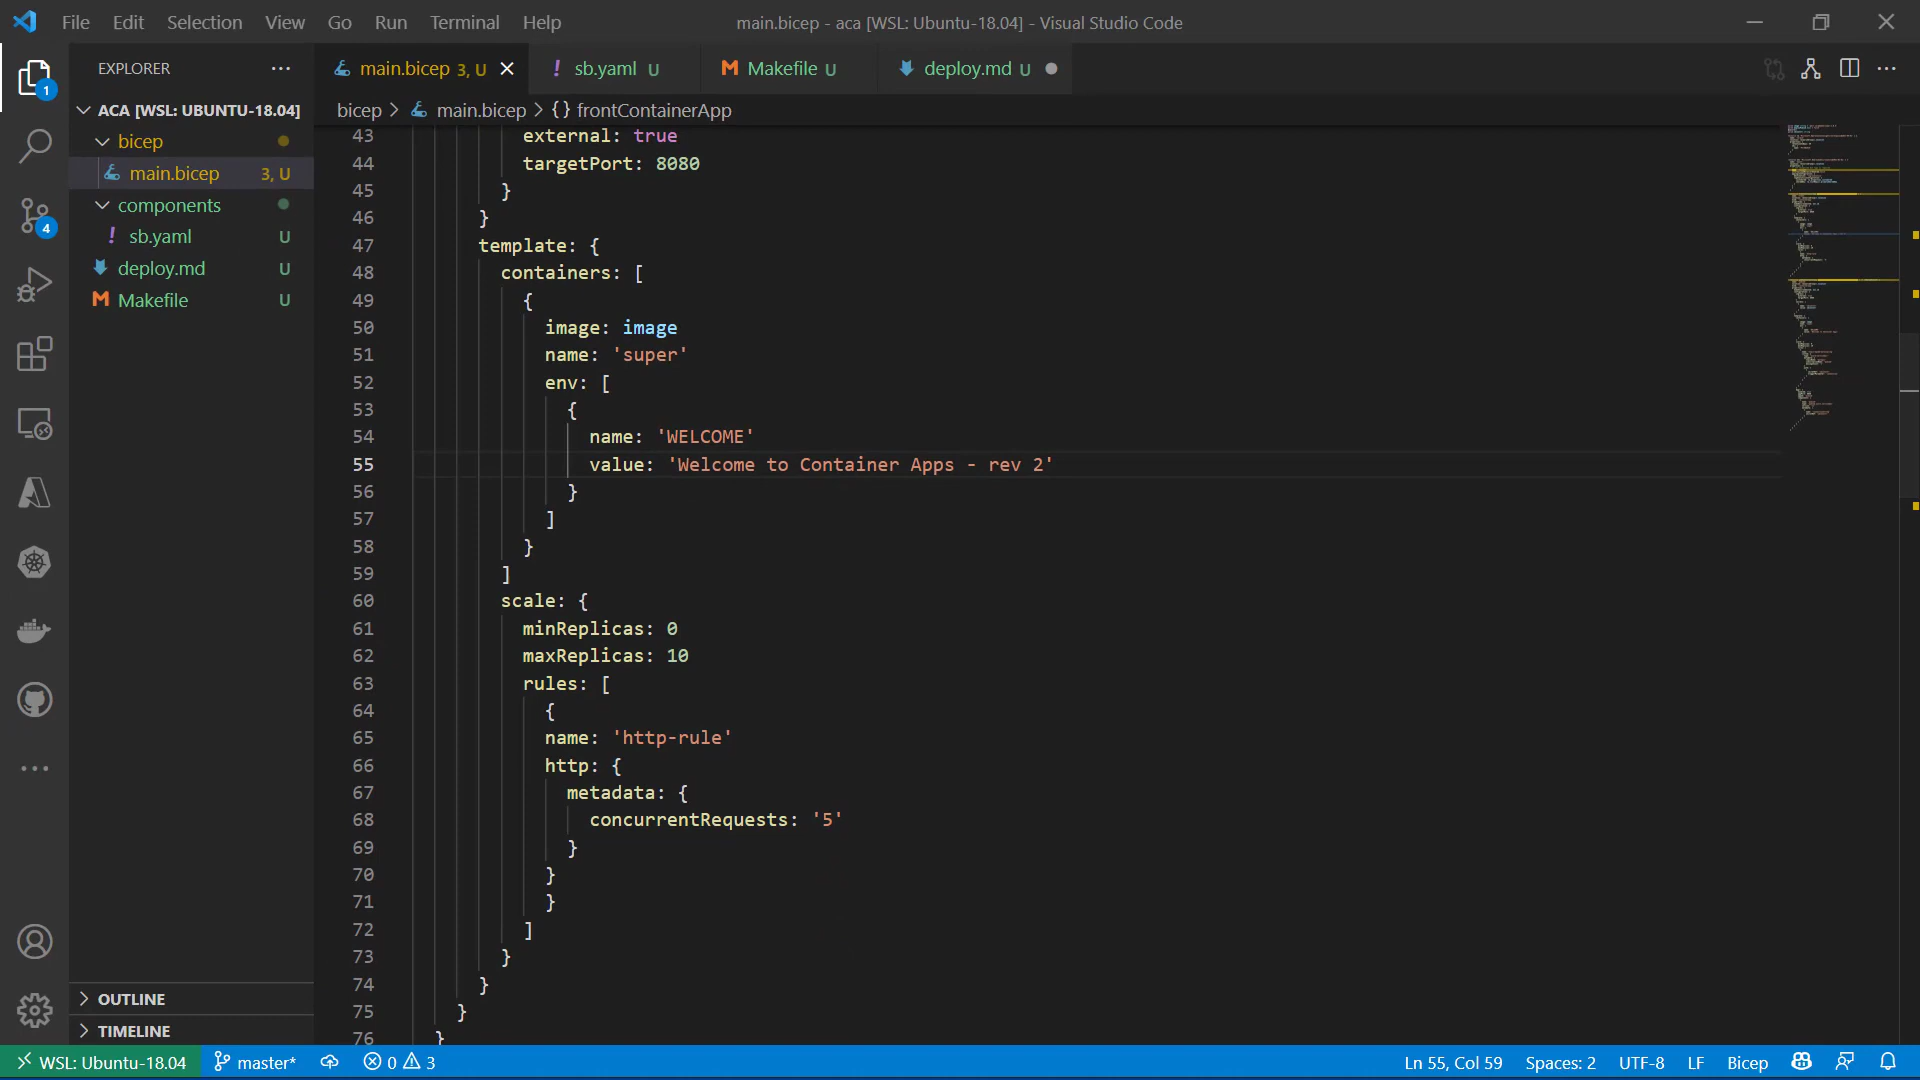 File Edit Selection View Go Run Terminal Help
main.bicep - aca [WSL: Ubuntu-18.04] - Visual Studio Code
EXPLORER
1
4
ACA [WSL: UBUNTU-18.04]
bicep
main.bicep 3, U
components
! sb.yaml U
deploy.md U
M Makefile U
OUTLINE
TIMELINE
main.bicep 3, U
! sb.yaml U
M Makefile U
deploy.md U
bicep > main.bicep > {} frontContainerApp
43 external: true
44 targetPort: 8080
45 }
46 }
47 template: {
48 containers: [
49 {
50 image: image
51 name: 'super'
52 env: [
53 {
54 name: 'WELCOME'
55 value: 'Welcome to Container Apps - rev 2'
56 }
57 ]
58 }
59 ]
60 scale: {
61 minReplicas: 0
62 maxReplicas: 10
63 rules: [
64 {
65 name: 'http-rule'
66 http: {
67 metadata: {
68 concurrentRequests: '5'
69 }
70 }
71 }
72 ]
73 }
74 }
75 }
76 }
WSL: Ubuntu-18.04 master* 0 3
Ln 55, Col 59 Spaces: 2 UTF-8 LF Bicep